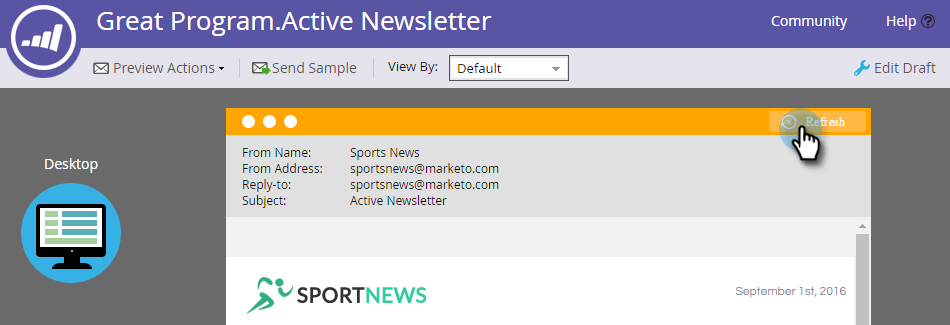 Great Program.Active Newsletter
Community
Help
Preview Actions
Send Sample
View By:
Default
Edit Draft
Refresh
Desktop
From Name: Sports News
From Address: sportsnews@marketo.com
Reply-to: sportsnews@marketo.com
Subject: Active Newsletter
SPORTNEWS
September 1st, 2016